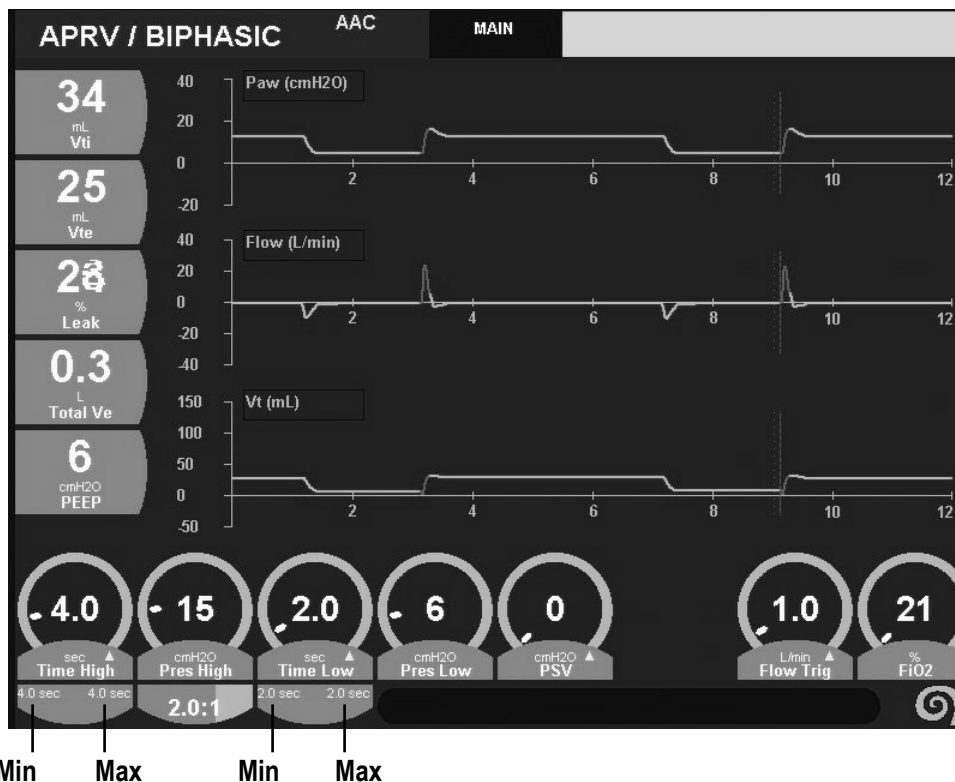 APRV / BIPHASIC
AAC
MAIN
34
mL
Vti
25
mL
Vte
%
Leak
0.3
L
Total Ve
6
cmH2O
PEEP
Paw (cmH2O)
40
20
0
-20
2 4 6 8 10 12
Flow (L/min)
40
20
0
-20
-40
2 4 6 8 10 12
Vt (mL)
150
100
50
0
-50
2 4 6 8 10 12
4.0
sec
Time High
15
cmH2O
Pres High
2.0
sec
Time Low
6
cmH2O
Pres Low
0
cmH2O
PSV
1.0
L/min
Flow Trig
21
%
FiO2
4.0 sec 4.0 sec
2.0:1
2.0 sec 2.0 sec
Min Max Min Max